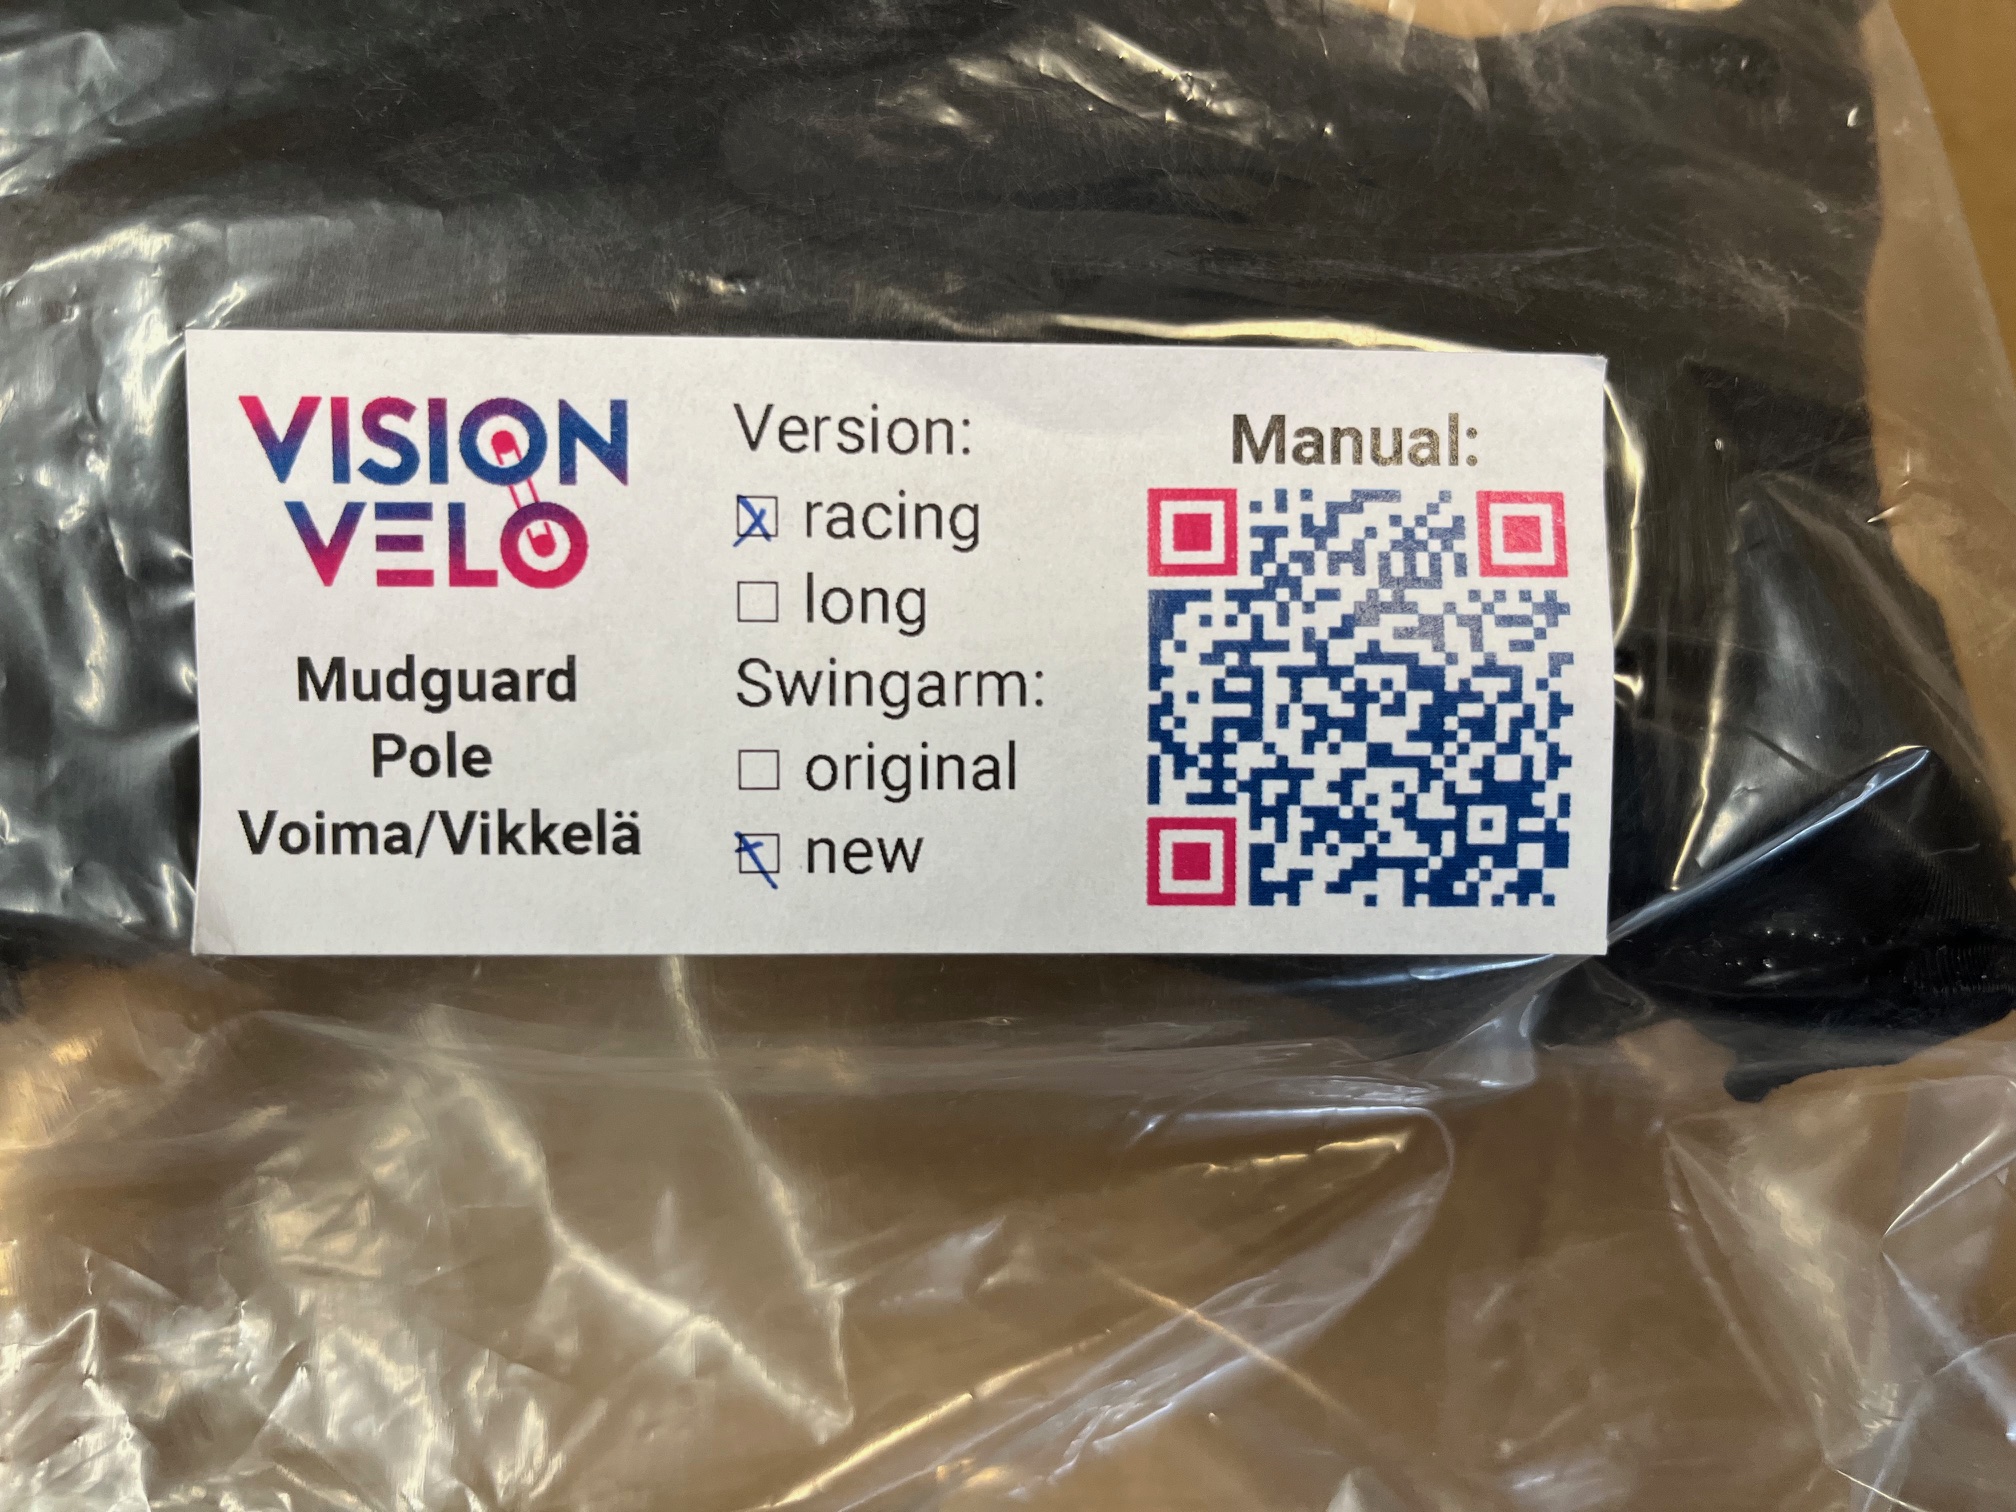 VISION
VELO
Mudguard
Pole
Voima/Vikkelä
Version:
racing
long
Swingarm:
original
new
Manual: